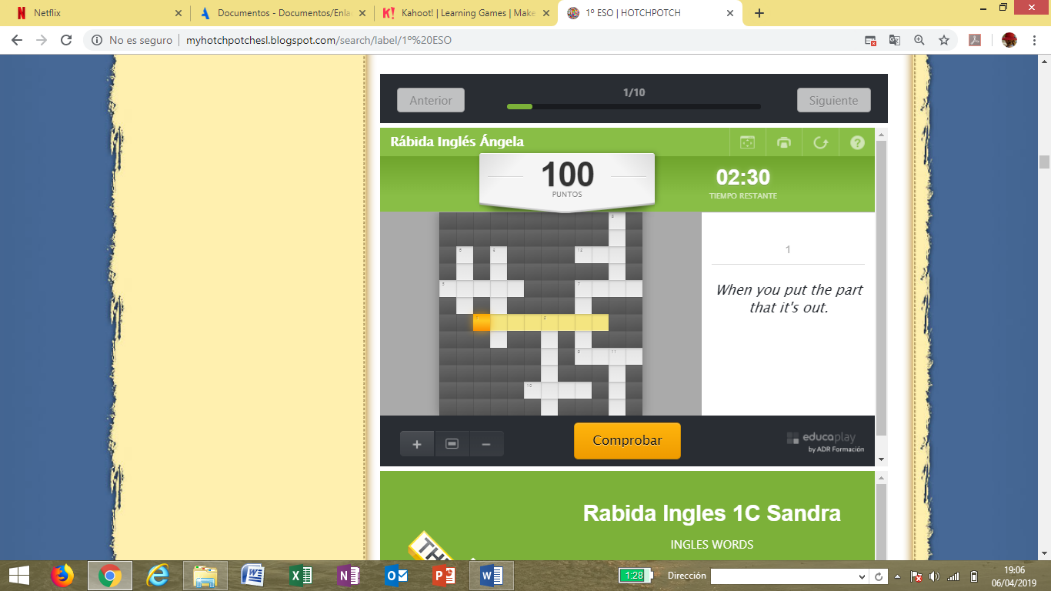 Netflix
Documentos - Documentos/Enla
Kahoot! | Learning Games | Make
1º ESO | HOTCHPOTCH
No es seguro | myhotchpotchesl.blogspot.com/search/label/1º%20ESO
Anterior
1/10
Siguiente
Rábida Inglés Ángela
100
PUNTOS
02:30
TIEMPO RESTANTE
1
When you put the part
that it's out.
Comprobar
educaplay
by ADR Formación
Rabida Ingles 1C Sandra
INGLES WORDS
TH
1:28
Dirección
19:06
06/04/2019